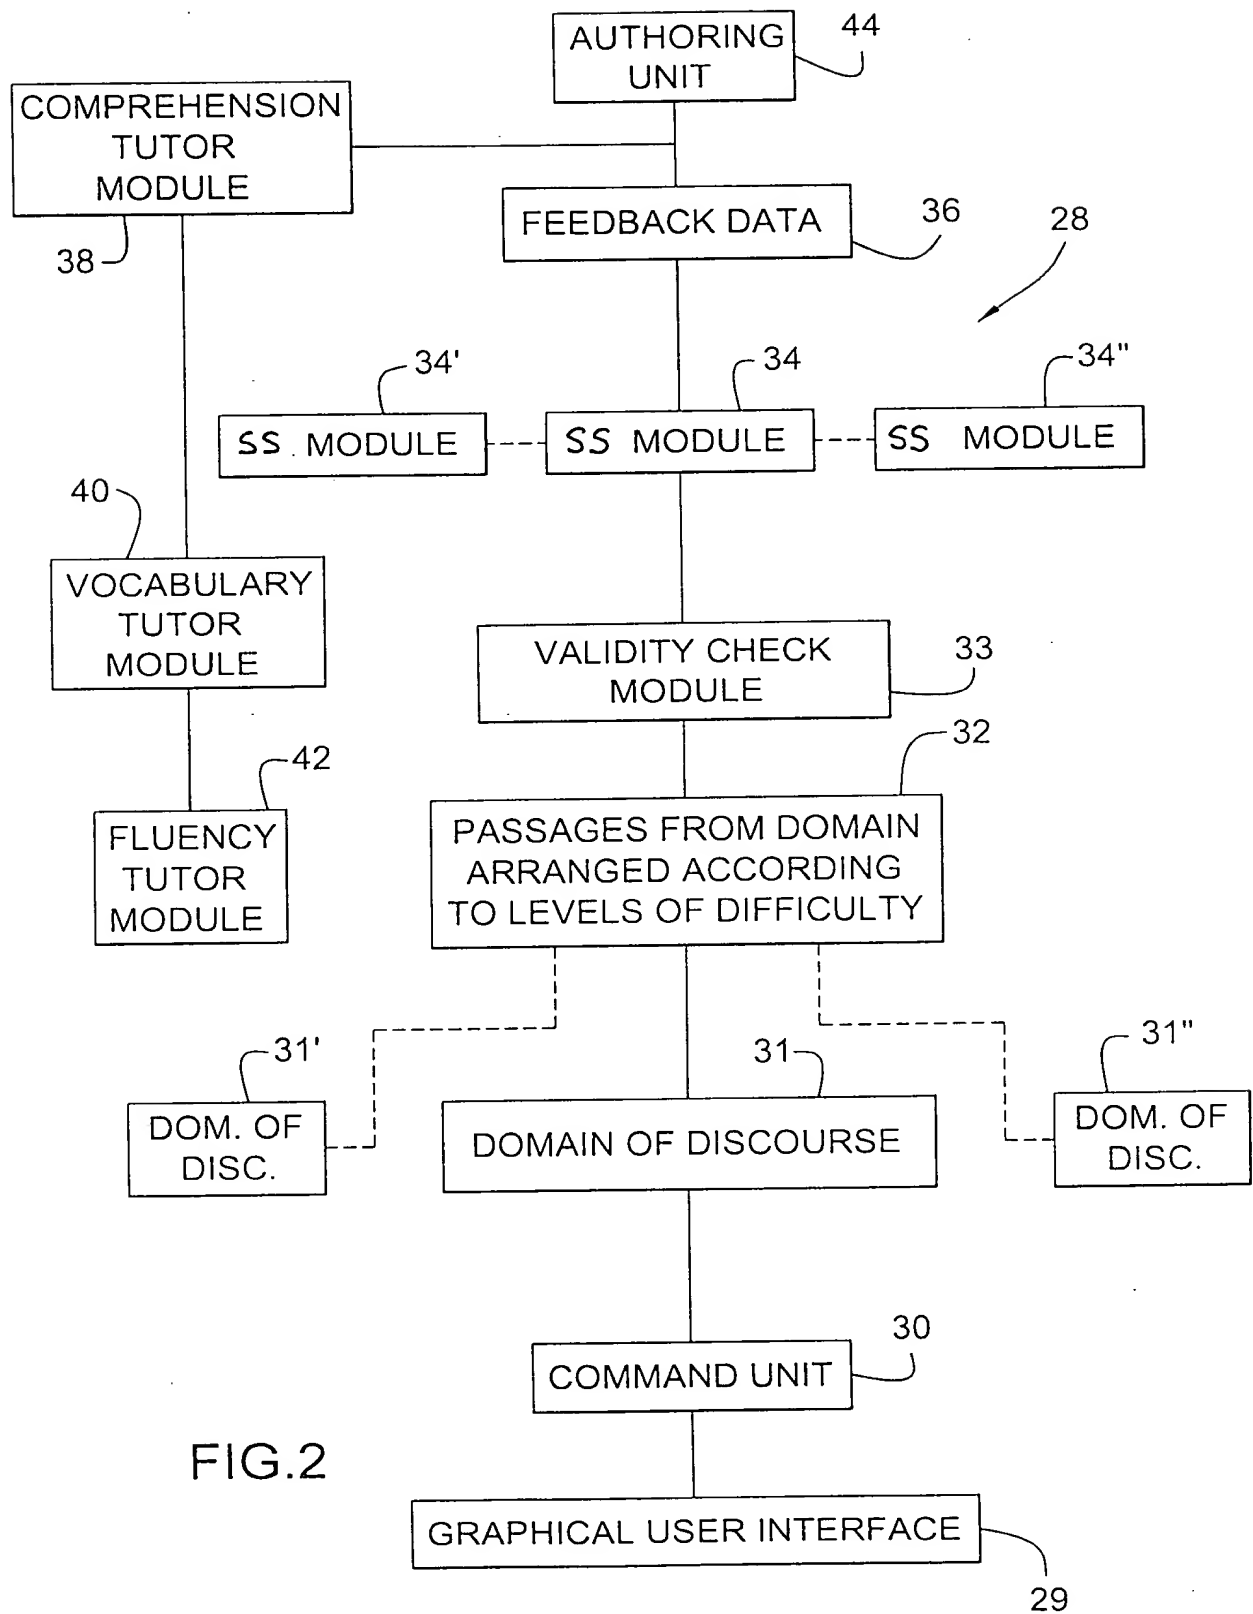 44
AUTHORING
UNIT
COMPREHENSION
TUTOR
MODULE
38
FEEDBACK DATA
36
28
34'
34
34"
SS MODULE
SS MODULE
SS MODULE
40
VOCABULARY
TUTOR
MODULE
VALIDITY CHECK
MODULE
33
42
32
FLUENCY
TUTOR
MODULE
PASSAGES FROM DOMAIN
ARRANGED ACCORDING
TO LEVELS OF DIFFICULTY
31'
31
31"
DOM. OF
DISC.
DOMAIN OF DISCOURSE
DOM. OF
DISC.
30
COMMAND UNIT
FIG.2
GRAPHICAL USER INTERFACE
29